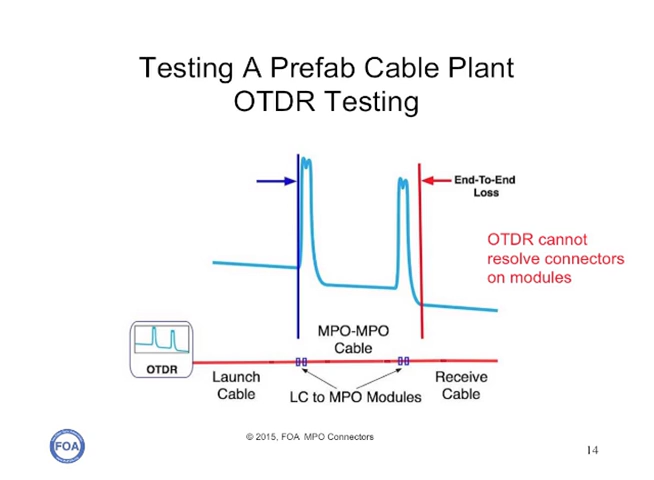 Testing A Prefab Cable Plant
OTDR Testing
End-To-End
Loss
OTDR cannot
resolve connectors
on modules
MPO-MPO
Cable
OTDR
Launch
Cable
LC to MPO Modules
Receive
Cable
© 2015, FOA MPO Connectors
FOA
14